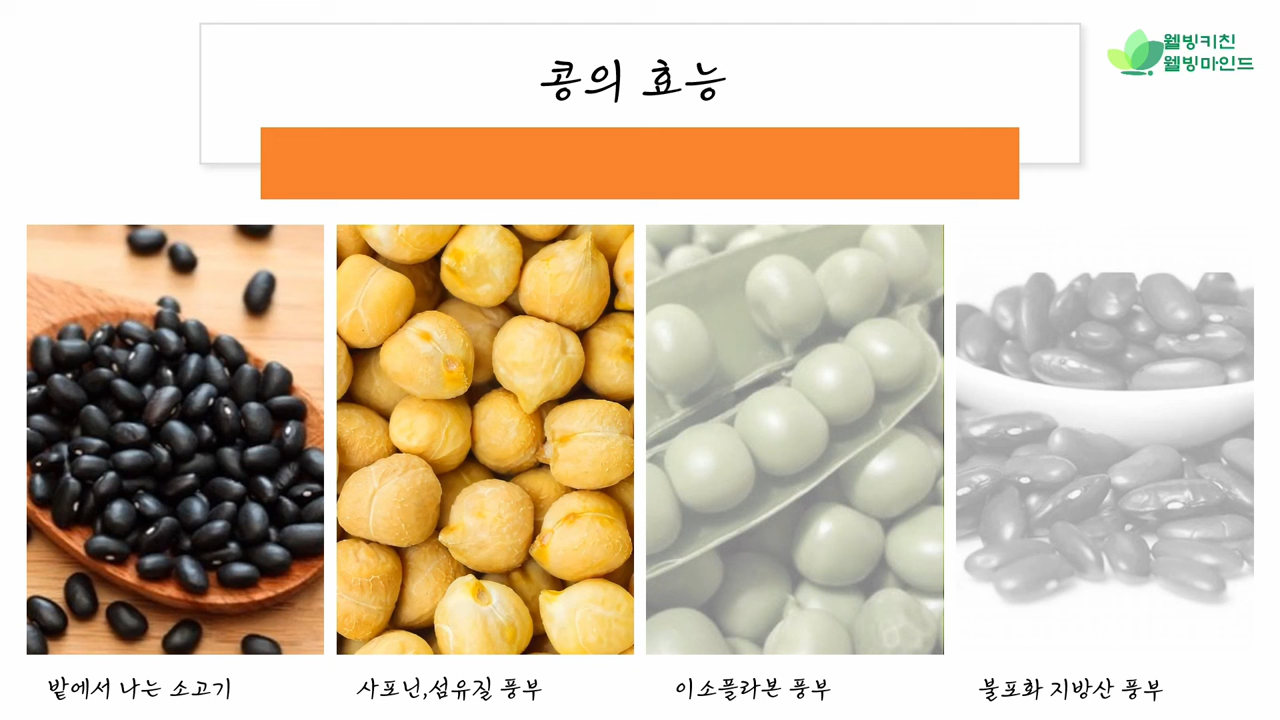 콩의 효능
웰빙키친
웰빙마인드
밭에서 나는 소고기
사포닌,섬유질 풍부
이소플라본 풍부
불포화 지방산 풍부